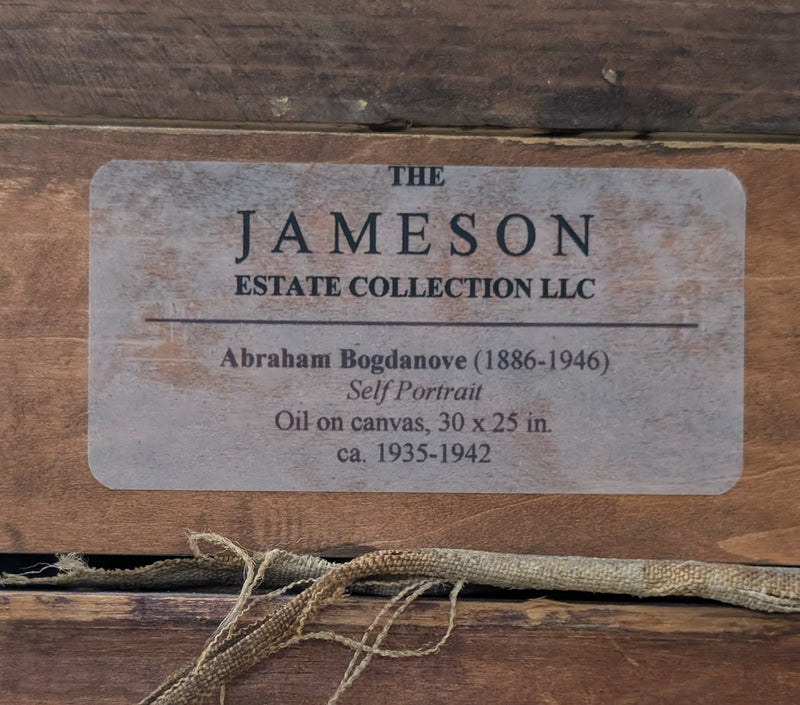 THE
JAMESON
ESTATE COLLECTION LLC
Abraham Bogdanove (1886-1946)
Self Portrait
Oil on canvas, 30 x 25 in.
ca. 1935-1942